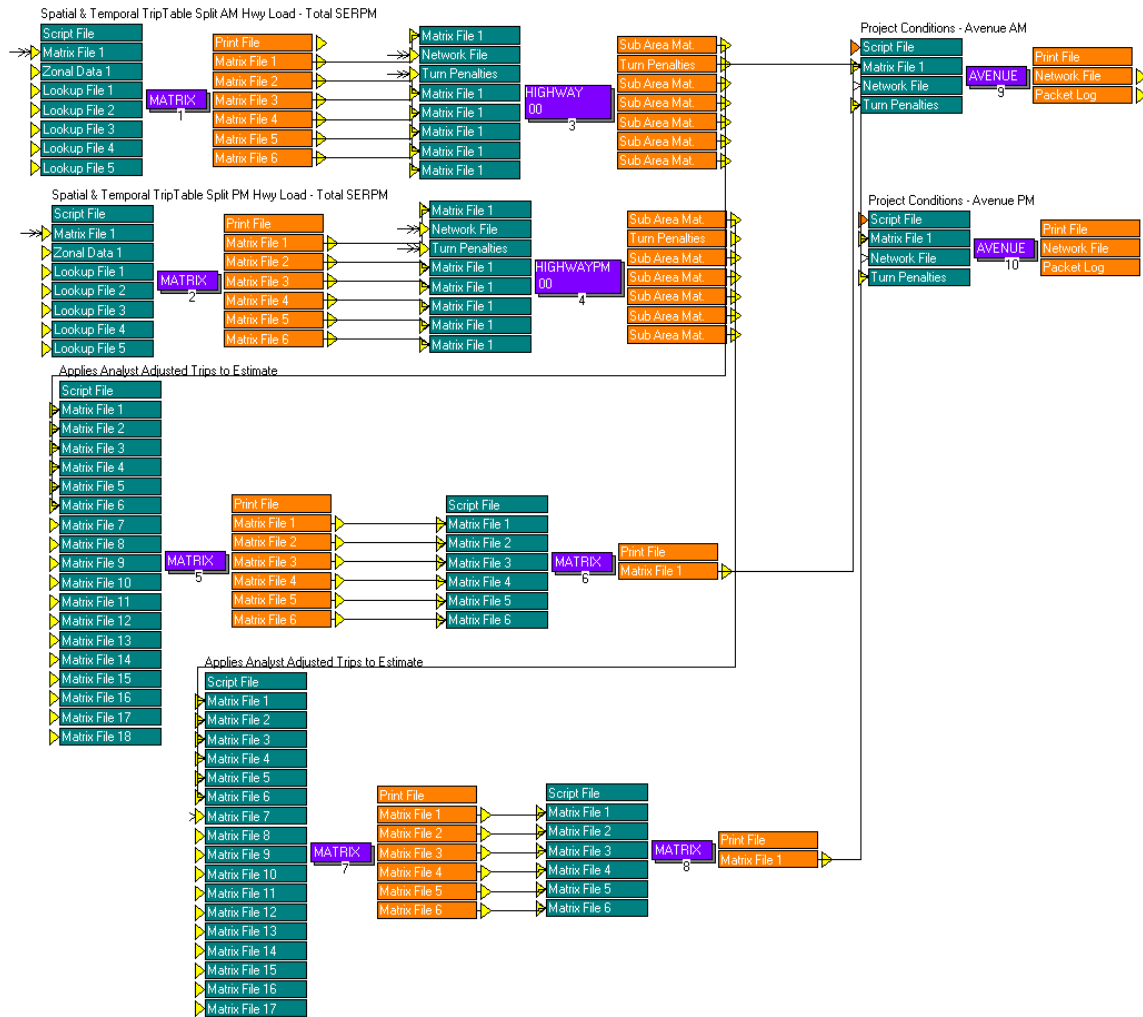 Spatial & Temporal TripTable Split AM Hwy Load - Total SERPM
Script File
Matrix File 1
Zonal Data 1
Lookup File 1
Lookup File 2
Lookup File 3
Lookup File 4
Lookup File 5
MATRIX
1
Print File
Matrix File 1
Matrix File 2
Matrix File 3
Matrix File 4
Matrix File 5
Matrix File 6
Matrix File 1
Network File
Turn Penalties
Matrix File 1
Matrix File 1
Matrix File 1
Matrix File 1
Matrix File 1
HIGHWAY
00
3
Sub Area Mat.
Turn Penalties
Sub Area Mat.
Sub Area Mat.
Sub Area Mat.
Sub Area Mat.
Sub Area Mat.
Project Conditions - Avenue AM
Script File
Matrix File 1
Network File
Turn Penalties
AVENUE
9
Print File
Network File
Packet Log
Spatial & Temporal TripTable Split PM Hwy Load - Total SERPM
Script File
Matrix File 1
Zonal Data 1
Lookup File 1
Lookup File 2
Lookup File 3
Lookup File 4
Lookup File 5
MATRIX
2
Print File
Matrix File 1
Matrix File 2
Matrix File 3
Matrix File 4
Matrix File 5
Matrix File 6
Matrix File 1
Network File
Turn Penalties
Matrix File 1
Matrix File 1
Matrix File 1
Matrix File 1
Matrix File 1
HIGHWAYPM
00
4
Sub Area Mat.
Turn Penalties
Sub Area Mat.
Sub Area Mat.
Sub Area Mat.
Sub Area Mat.
Sub Area Mat.
Project Conditions - Avenue PM
Script File
Matrix File 1
Network File
Turn Penalties
AVENUE
10
Print File
Network File
Packet Log
Applies Analyst Adjusted Trips to Estimate
Script File
Matrix File 1
Matrix File 2
Matrix File 3
Matrix File 4
Matrix File 5
Matrix File 6
Matrix File 7
Matrix File 8
Matrix File 9
Matrix File 10
Matrix File 11
Matrix File 12
Matrix File 13
Matrix File 14
Matrix File 15
Matrix File 16
Matrix File 17
Matrix File 18
MATRIX
5
Print File
Matrix File 1
Matrix File 2
Matrix File 3
Matrix File 4
Matrix File 5
Matrix File 6
Script File
Matrix File 1
Matrix File 2
Matrix File 3
Matrix File 4
Matrix File 5
Matrix File 6
MATRIX
6
Print File
Matrix File 1
Applies Analyst Adjusted Trips to Estimate
Script File
Matrix File 1
Matrix File 2
Matrix File 3
Matrix File 4
Matrix File 5
Matrix File 6
Matrix File 7
Matrix File 8
Matrix File 9
Matrix File 10
Matrix File 11
Matrix File 12
Matrix File 13
Matrix File 14
Matrix File 15
Matrix File 16
Matrix File 17
MATRIX
7
Print File
Matrix File 1
Matrix File 2
Matrix File 3
Matrix File 4
Matrix File 5
Matrix File 6
Script File
Matrix File 1
Matrix File 2
Matrix File 3
Matrix File 4
Matrix File 5
Matrix File 6
MATRIX
8
Print File
Matrix File 1